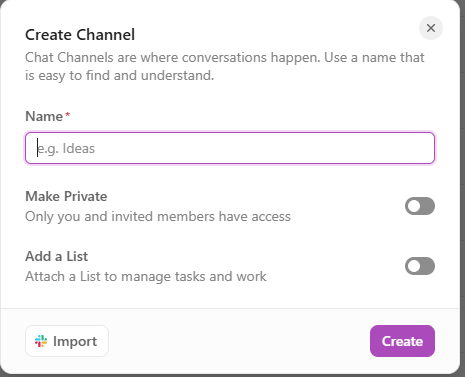 Create Channel
Chat Channels are where conversations happen. Use a name that
is easy to find and understand.
Name*
e.g. Ideas
Make Private
Only you and invited members have access
Add a List
Attach a List to manage tasks and work
Import
Create